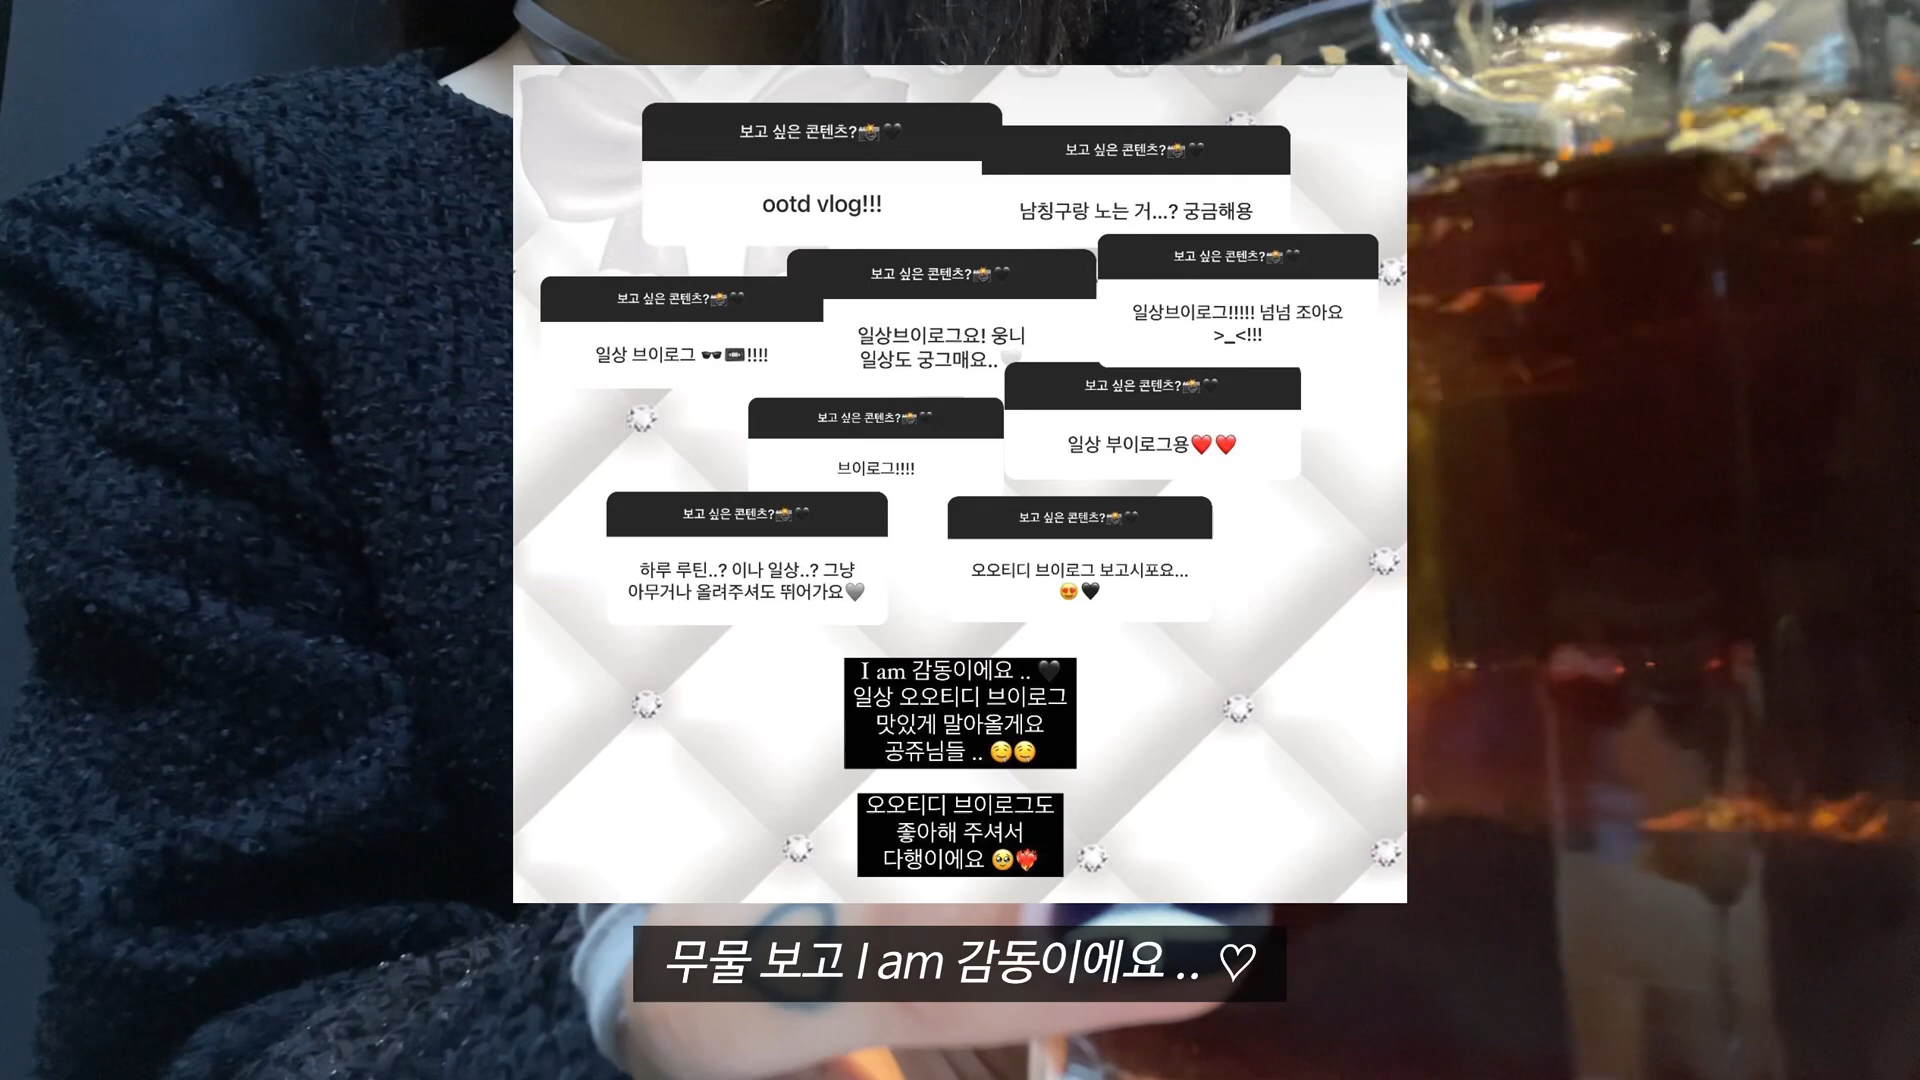 보고 싶은 콘텐츠?📸🖤
ootd vlog!!!
보고 싶은 콘텐츠?📸🖤
남칭구랑 노는 거...? 궁금해용
보고 싶은 콘텐츠?📸🖤
일상 브이로그 🕶️📼!!!!
보고 싶은 콘텐츠?📸🖤
일상브이로그요! 웅니
일상도 궁그매요..🤍
보고 싶은 콘텐츠?📸🖤
일상브이로그!!!!! 넘넘 조아요
>_<!!!
보고 싶은 콘텐츠?📸🖤
브이로그!!!!
보고 싶은 콘텐츠?📸🖤
일상 부이로그용❤️❤️
보고 싶은 콘텐츠?📸🖤
하루 루틴..? 이나 일상..? 그냥
아무거나 올려주셔도 뛰어가요🩶
보고 싶은 콘텐츠?📸🖤
오오티디 브이로그 보고시포요...
😍🖤
I am 감동이에요 .. 🖤
일상 오오티디 브이로그
맛있게 말아올게요
공쥬님들 .. 🤤🤤
오오티디 브이로그도
좋아해 주셔서
다행이에요 🥹❤️‍🔥
무물 보고 I am 감동이에요 .. ♡